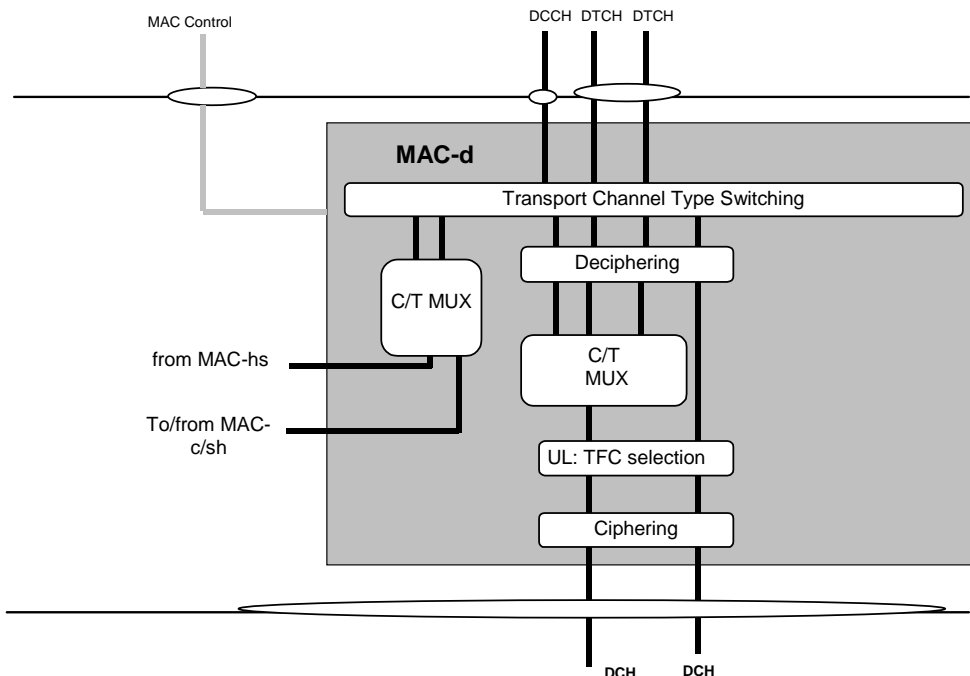 MAC Control
DCCH DTCH DTCH
MAC-d
Transport Channel Type Switching
Deciphering
C/T MUX
C/T
MUX
from MAC-hs
To/from MAC-
c/sh
UL: TFC selection
Ciphering
DCH DCH